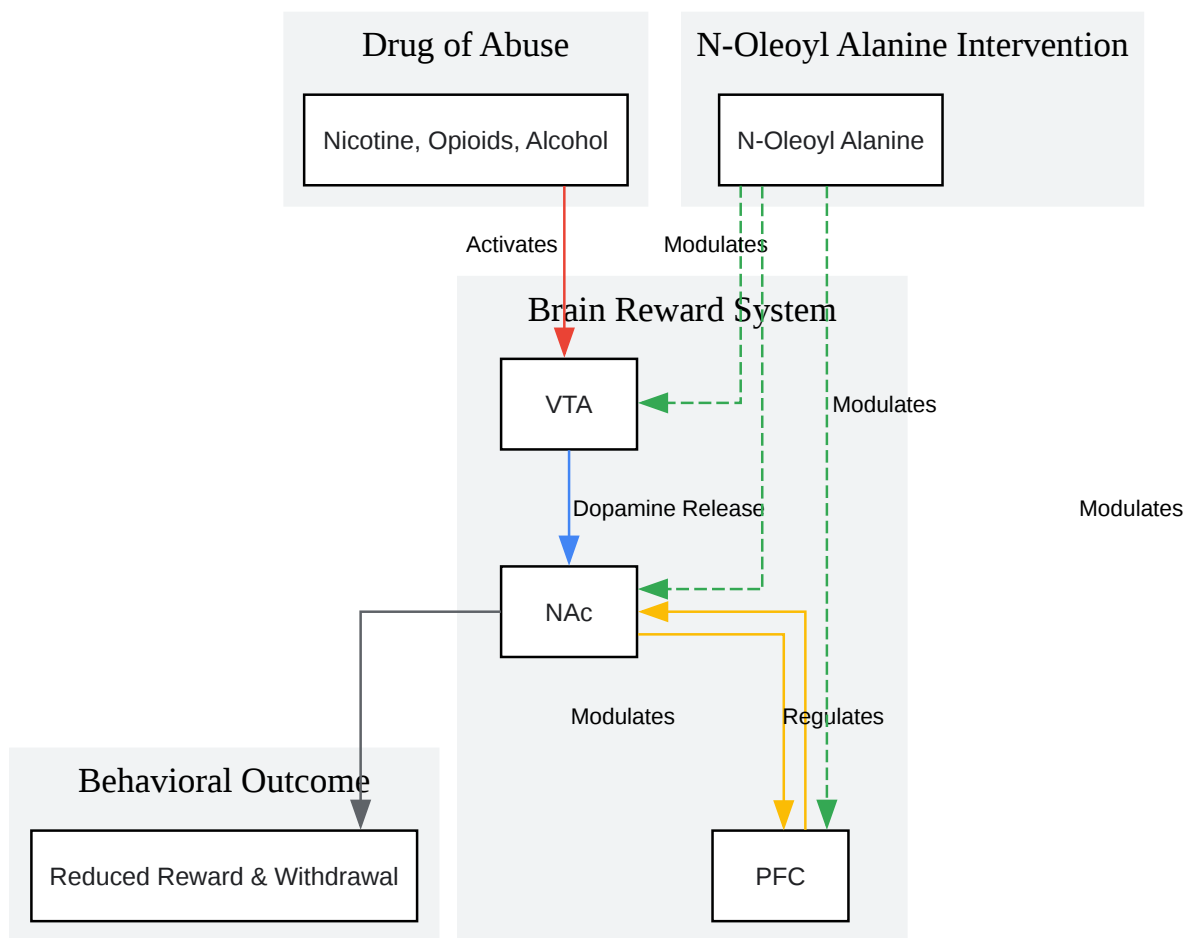 Drug of Abuse
N-Oleoyl Alanine Intervention
Nicotine, Opioids, Alcohol
N-Oleoyl Alanine
Activates
Modulates
Brain Reward System
VTA
Modulates
Dopamine Release
Modulates
NAc
Modulates
Regulates
Behavioral Outcome
Reduced Reward & Withdrawal
PFC